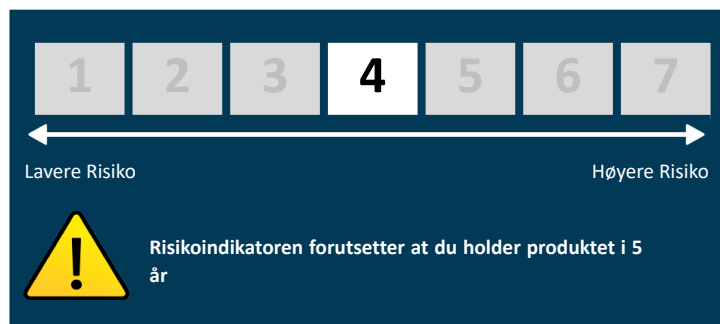 1 2 3 4 5 6 7
Lavere Risiko Høyere Risiko
Risikoindikatoren forutsetter at du holder produktet i 5
år